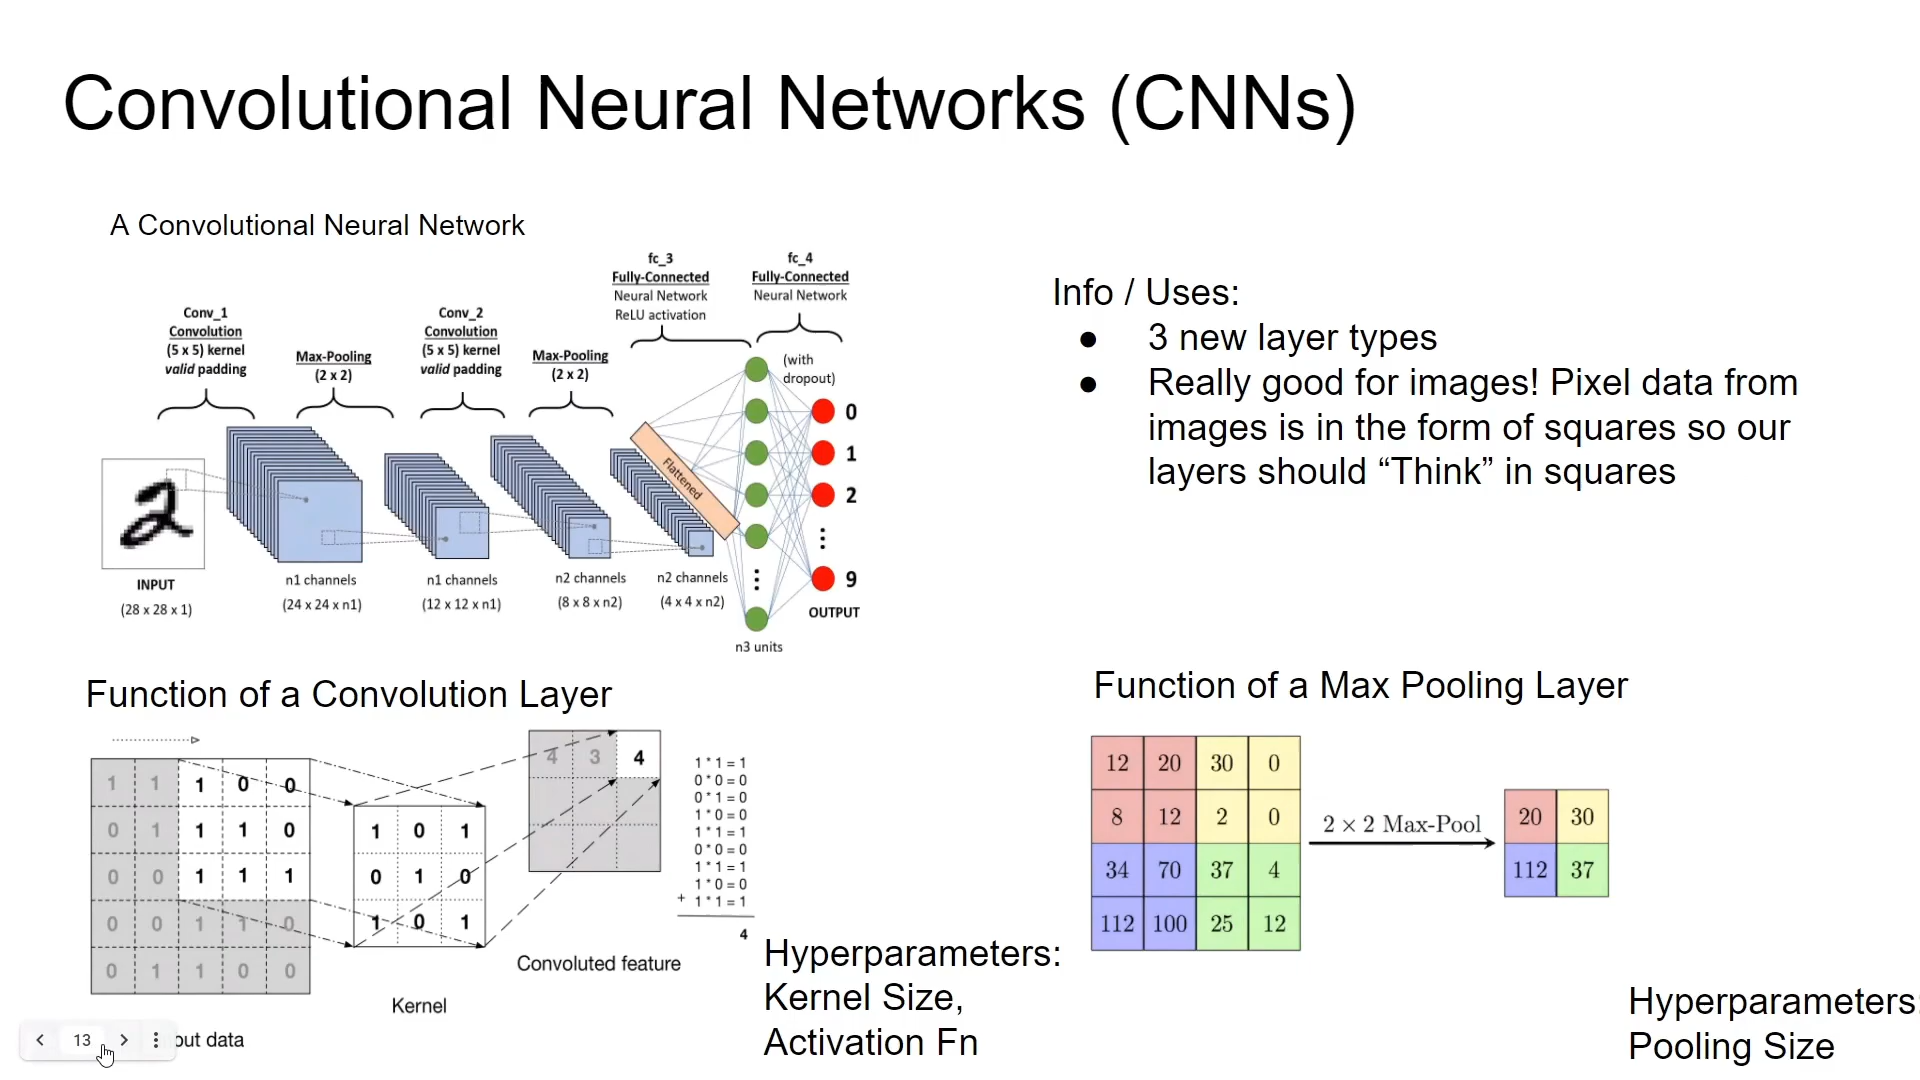 Convolutional Neural Networks (CNNs)
A Convolutional Neural Network
fc_3
Fully-Connected
Neural Network
ReLU activation
fc_4
Fully-Connected
Neural Network
(with
dropout)
Conv_1
Convolution
(5 x 5) kernel
valid padding
Max-Pooling
(2 x 2)
Conv_2
Convolution
(5 x 5) kernel
valid padding
Max-Pooling
(2 x 2)
Flattened
0
1
2
9
OUTPUT
INPUT
(28 x 28 x 1)
n1 channels
(24 x 24 x n1)
n1 channels
(12 x 12 x n1)
n2 channels
(8 x 8 x n2)
n2 channels
(4 x 4 x n2)
n3 units
Info / Uses:
● 3 new layer types
● Really good for images! Pixel data from
images is in the form of squares so our
layers should “Think” in squares
Function of a Convolution Layer
1 1 1 0 0
0 1 1 1 0
0 0 1 1 1
0 0 1 1 0
0 1 1 0 0
out data
1 0 1
0 1 0
1 0 1
Kernel
4 3 4
Convoluted feature
1 * 1 = 1
0 * 0 = 0
0 * 1 = 0
1 * 0 = 0
1 * 1 = 1
0 * 0 = 0
1 * 1 = 1
1 * 0 = 0
+ 1 * 1 = 1
4
Hyperparameters:
Kernel Size,
Activation Fn
Function of a Max Pooling Layer
12 20 30 0
8 12 2 0
34 70 37 4
112 100 25 12
2 × 2 Max-Pool
20 30
112 37
Hyperparameters:
Pooling Size
13